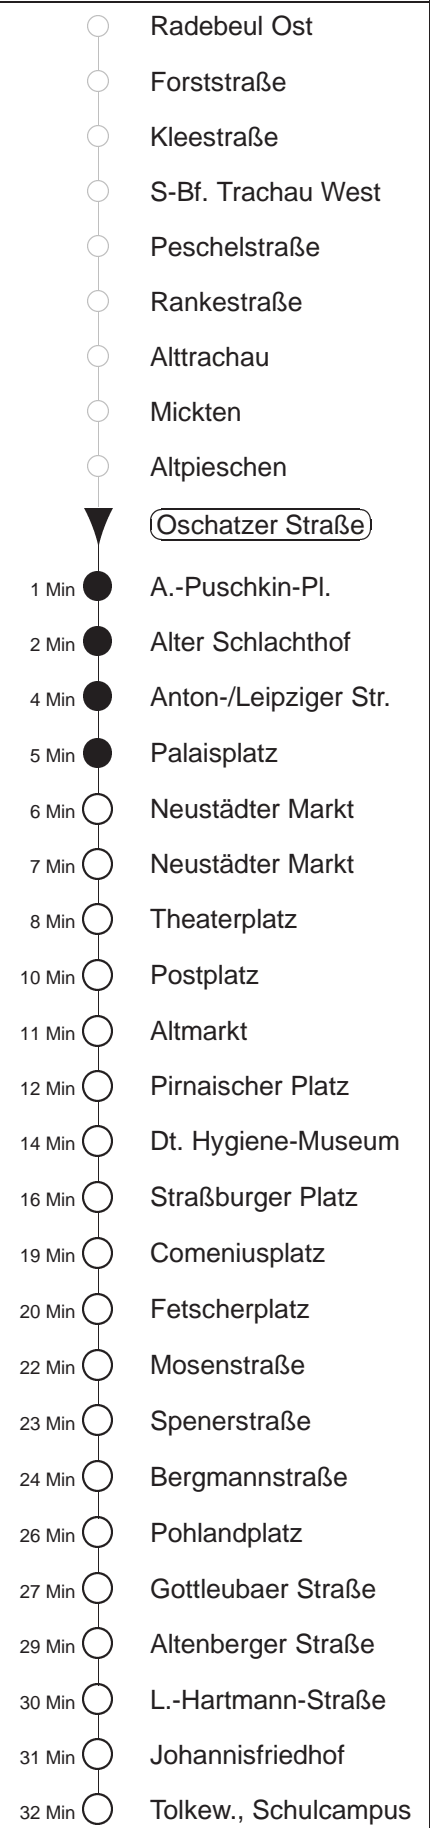 Radebeul Ost
Forststraße
Kleestraße
S-Bf. Trachau West
Peschelstraße
Rankestraße
Alttrachau
Mickten
Altpieschen
Oschatzer Straße
1 Min A.-Puschkin-Pl.
2 Min Alter Schlachthof
4 Min Anton-/Leipziger Str.
5 Min Palaisplatz
6 Min Neustädter Markt
7 Min Neustädter Markt
8 Min Theaterplatz
10 Min Postplatz
11 Min Altmarkt
12 Min Pirnaischer Platz
14 Min Dt. Hygiene-Museum
16 Min Straßburger Platz
19 Min Comeniusplatz
20 Min Fetscherplatz
22 Min Mosenstraße
23 Min Spenerstraße
24 Min Bergmannstraße
26 Min Pohlandplatz
27 Min Gottleubaer Straße
29 Min Altenberger Straße
30 Min L.-Hartmann-Straße
31 Min Johannisfriedhof
32 Min Tolkew., Schulcampus